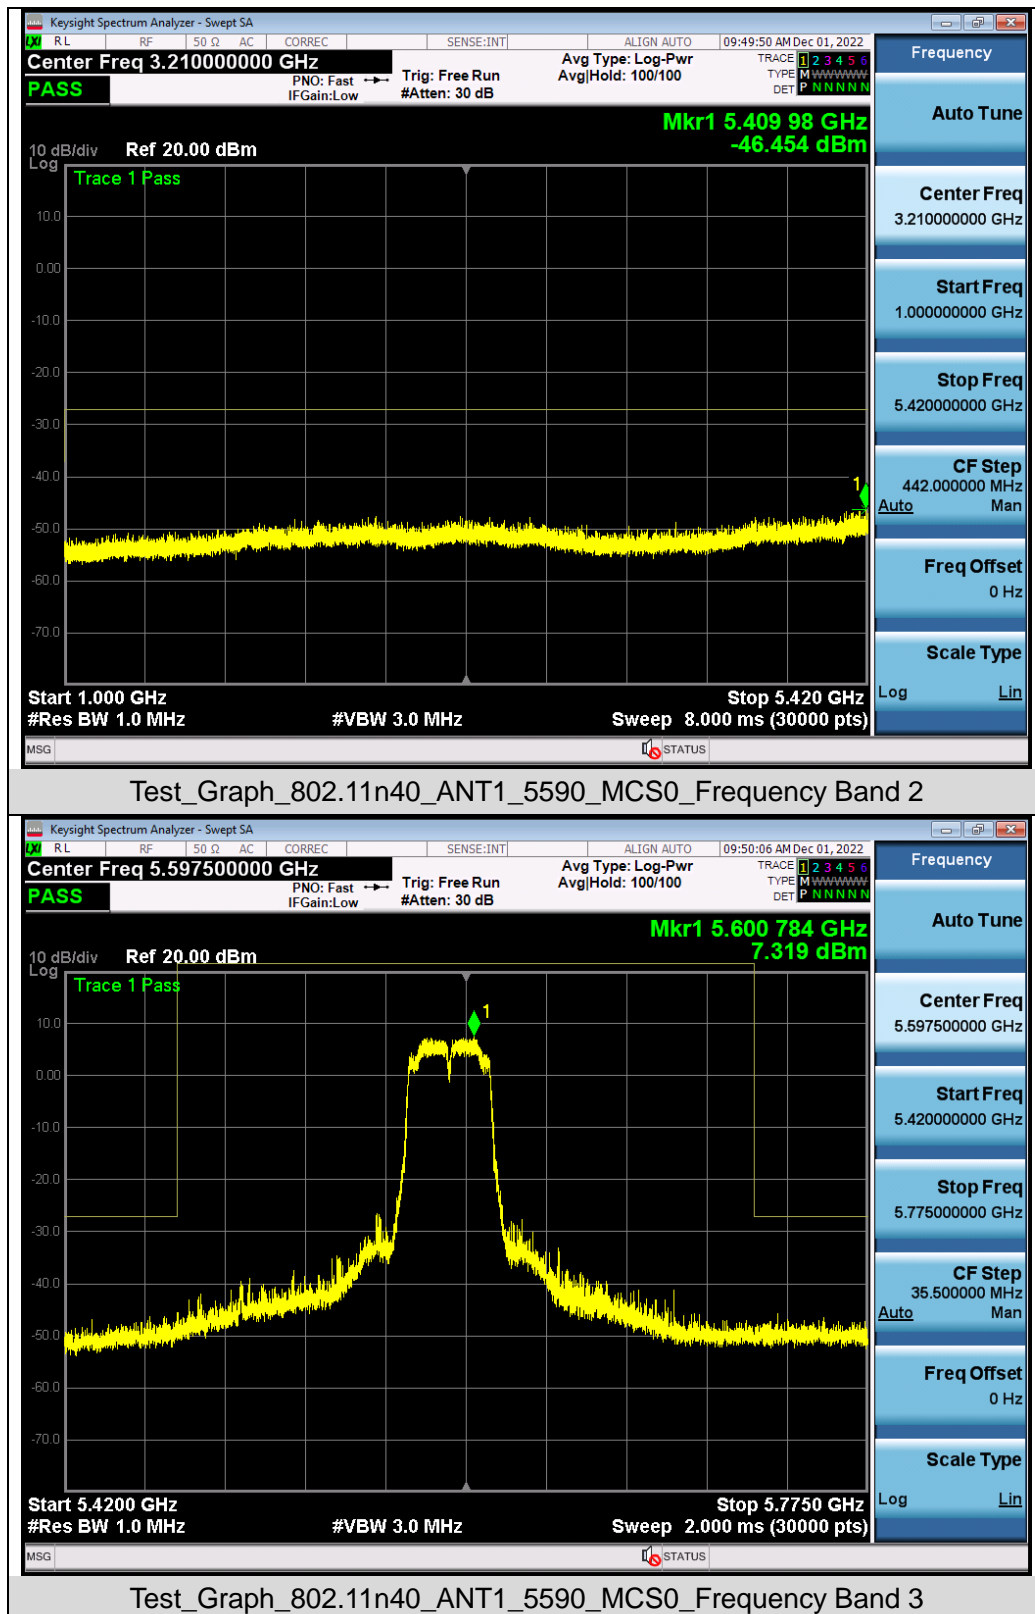 Keysight Spectrum Analyzer - Swept SA
LXI RL RF 50 Ω AC CORREC SENSE:INT ALIGN AUTO 09:49:50 AM Dec 01, 2022
Center Freq 3.210000000 GHz
PASS
PNO: Fast
IFGain:Low
Trig: Free Run
#Atten: 30 dB
Avg Type: Log-Pwr
Avg|Hold: 100/100
TRACE 1 2 3 4 5 6
TYPE M WWWWW
DET P N N N N N
Mkr1 5.409 98 GHz
-46.454 dBm
10 dB/div Ref 20.00 dBm
Log
Trace 1 Pass
10.0
0.00
-10.0
-20.0
-30.0
-40.0
1
-50.0
-60.0
-70.0
Start 1.000 GHz Stop 5.420 GHz
#Res BW 1.0 MHz #VBW 3.0 MHz Sweep 8.000 ms (30000 pts)
MSG STATUS
Frequency
Auto Tune
Center Freq
3.210000000 GHz
Start Freq
1.000000000 GHz
Stop Freq
5.420000000 GHz
CF Step
442.000000 MHz
Auto Man
Freq Offset
0 Hz
Scale Type
Log Lin
Test_Graph_802.11n40_ANT1_5590_MCS0_Frequency Band 2
Keysight Spectrum Analyzer - Swept SA
LXI RL RF 50 Ω AC CORREC SENSE:INT ALIGN AUTO 09:50:06 AM Dec 01, 2022
Center Freq 5.597500000 GHz
PASS
PNO: Fast
IFGain:Low
Trig: Free Run
#Atten: 30 dB
Avg Type: Log-Pwr
Avg|Hold: 100/100
TRACE 1 2 3 4 5 6
TYPE M WWWWW
DET P N N N N N
Mkr1 5.600 784 GHz
7.319 dBm
10 dB/div Ref 20.00 dBm
Log
Trace 1 Pass
1
10.0
0.00
-10.0
-20.0
-30.0
-40.0
-50.0
-60.0
-70.0
Start 5.4200 GHz Stop 5.7750 GHz
#Res BW 1.0 MHz #VBW 3.0 MHz Sweep 2.000 ms (30000 pts)
MSG STATUS
Frequency
Auto Tune
Center Freq
5.597500000 GHz
Start Freq
5.420000000 GHz
Stop Freq
5.775000000 GHz
CF Step
35.500000 MHz
Auto Man
Freq Offset
0 Hz
Scale Type
Log Lin
Test_Graph_802.11n40_ANT1_5590_MCS0_Frequency Band 3